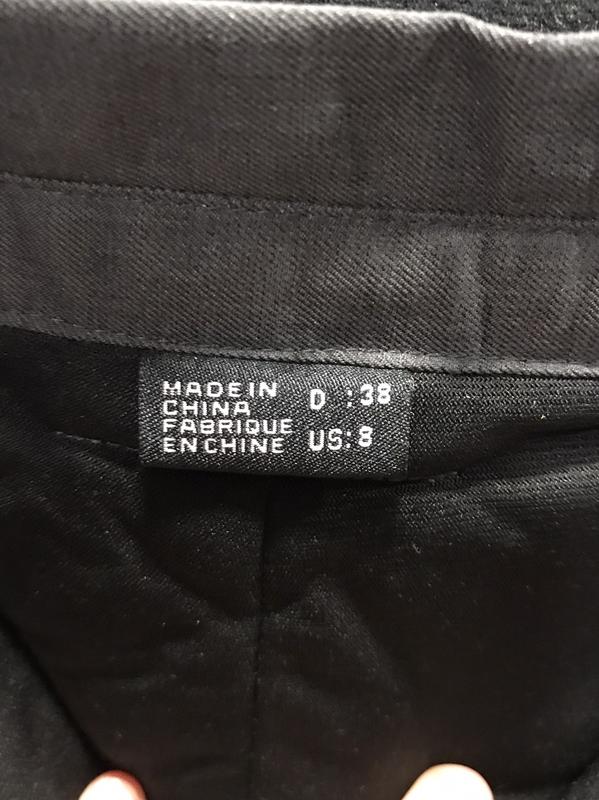 MADE IN
CHINA
FABRIQUE
EN CHINE
D :38
US:8